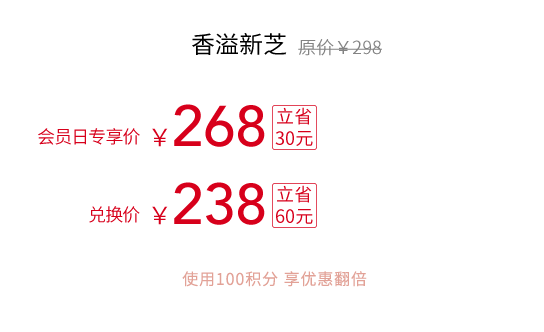 香溢新芝 原价￥298
会员日专享价 ￥268 立省30元
兑换价 ￥238 立省60元
使用100积分 享优惠翻倍